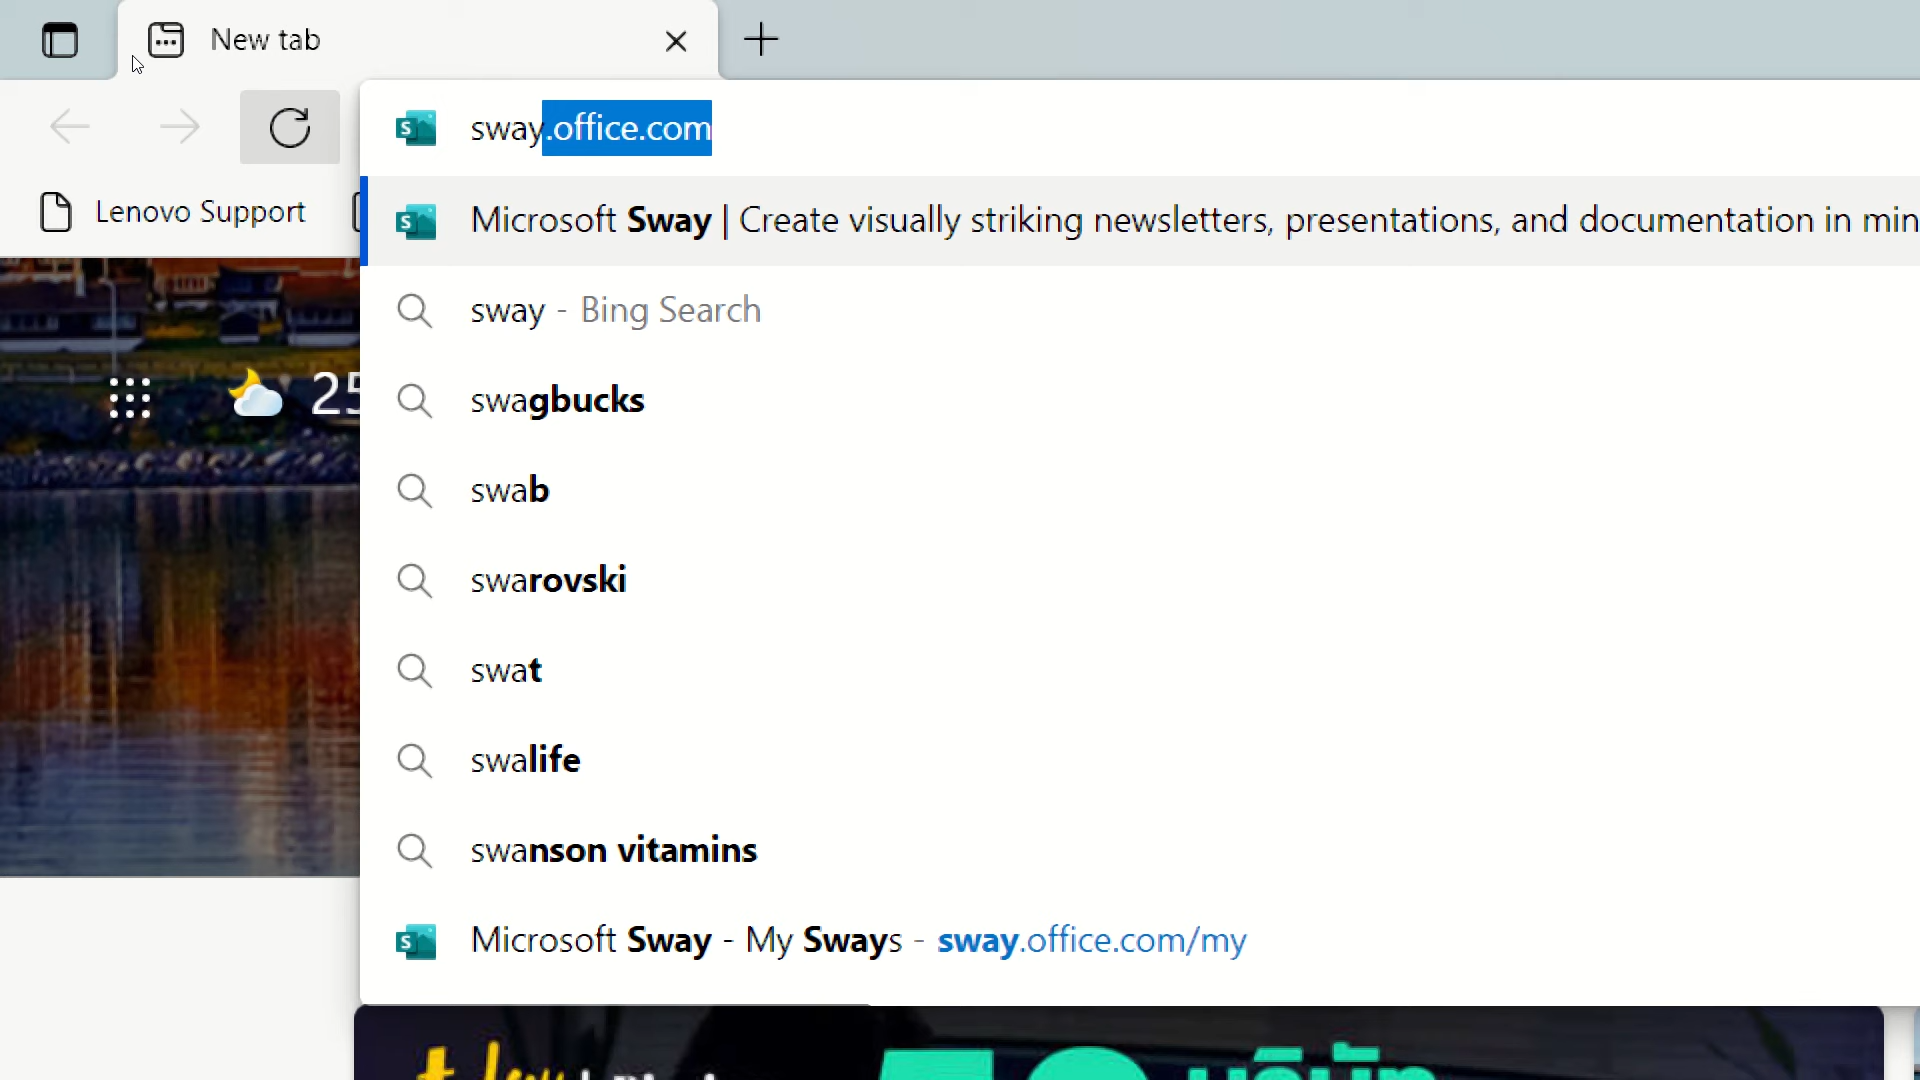 New tab
sway.office.com
Lenovo Support
Microsoft Sway | Create visually striking newsletters, presentations, and documentation in min
sway - Bing Search
25
swagbucks
swab
swarovski
swat
swalife
swanson vitamins
Microsoft Sway - My Sways - sway.office.com/my